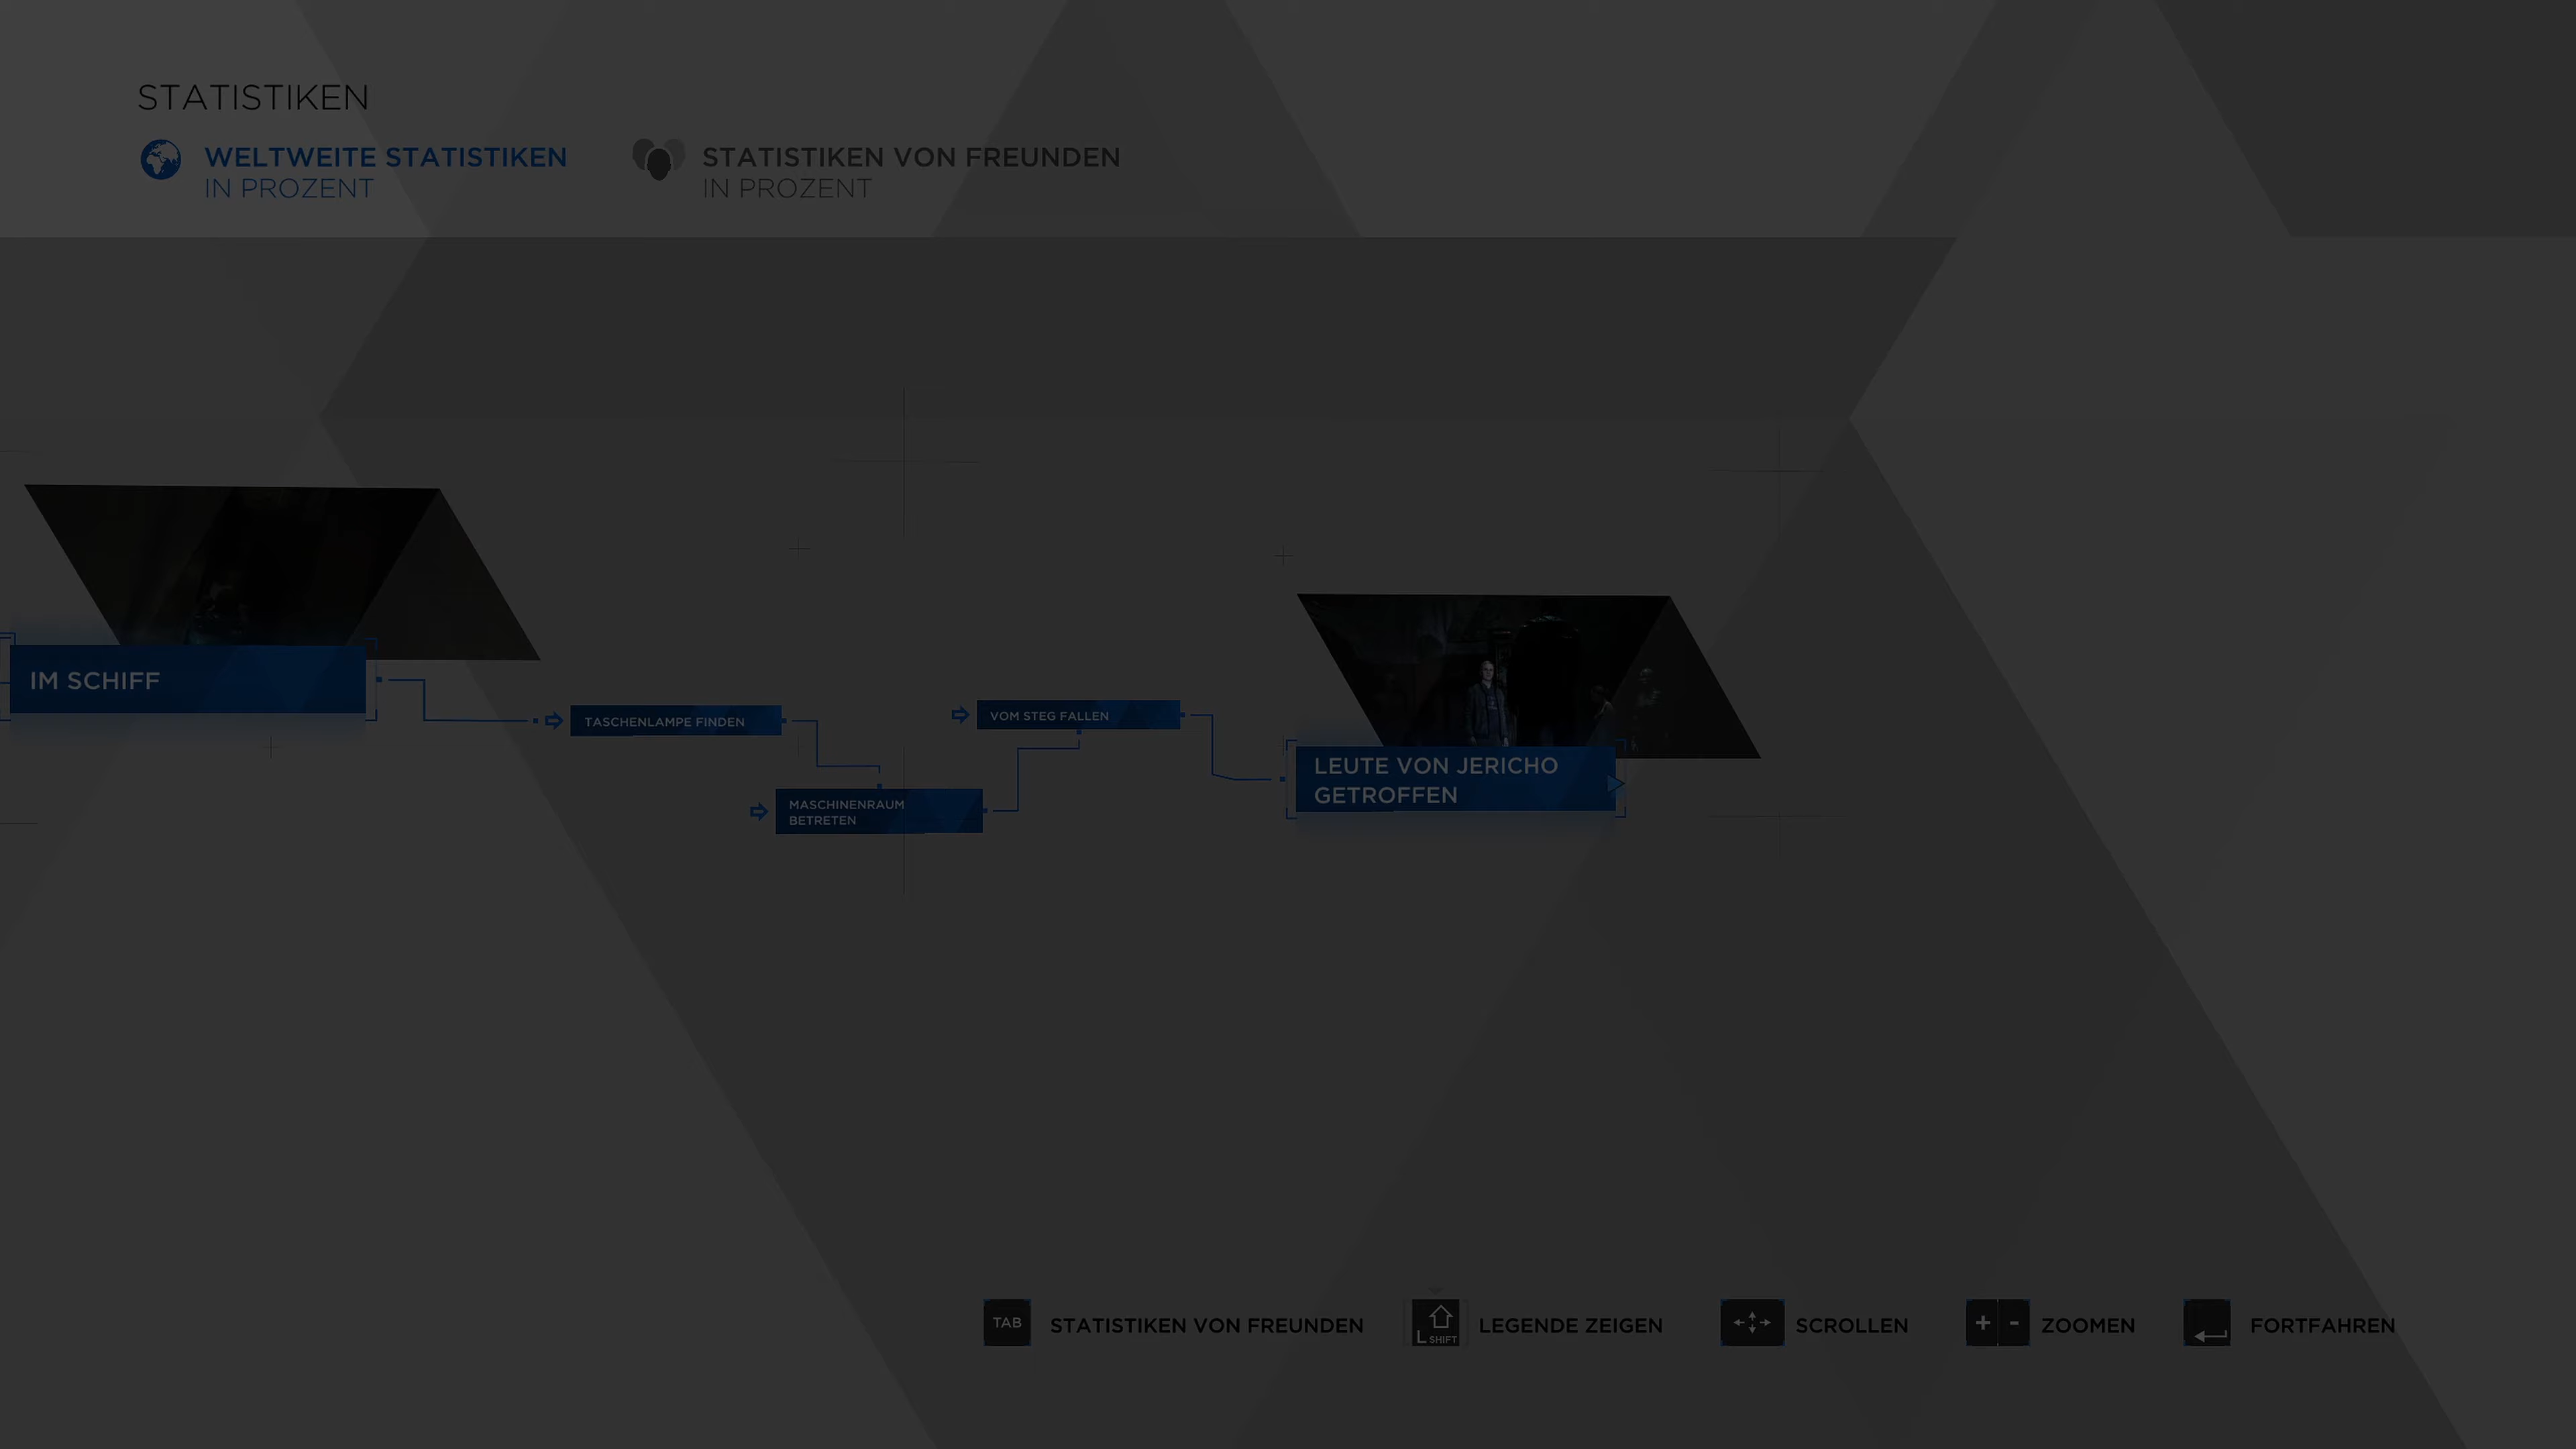 STATISTIKEN
WELTWEITE STATISTIKEN
IN PROZENT
STATISTIKEN VON FREUNDEN
IN PROZENT
IM SCHIFF
TASCHENLAMPE FINDEN
MASCHINENRAUM
BETRETEN
VOM STEG FALLEN
LEUTE VON JERICHO
GETROFFEN
TAB STATISTIKEN VON FREUNDEN
L SHIFT LEGENDE ZEIGEN
SCROLLEN
+ - ZOOMEN
FORTFAHREN